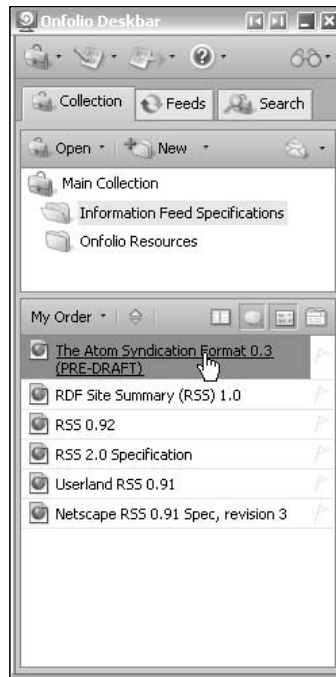 Onfolio Deskbar
Collection
Feeds
Search
Open
New
Main Collection
Information Feed Specifications
Onfolio Resources
My Order
The Atom Syndication Format 0.3
(PRE-DRAFT)
RDF Site Summary (RSS) 1.0
RSS 0.92
RSS 2.0 Specification
Userland RSS 0.91
Netscape RSS 0.91 Spec, revision 3